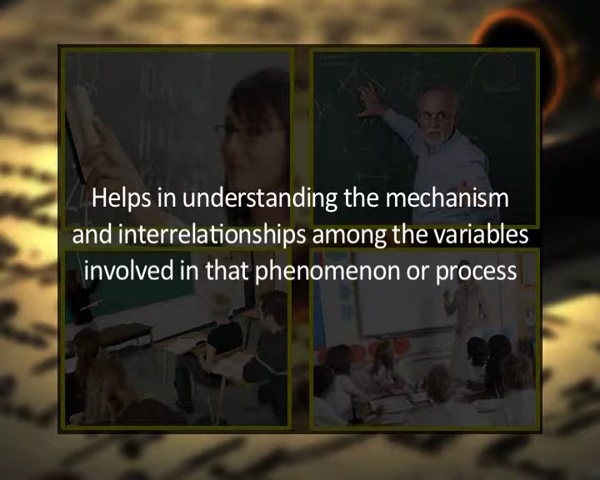 Helps in understanding the mechanism
and interrelationships among the variables
involved in that phenomenon or process